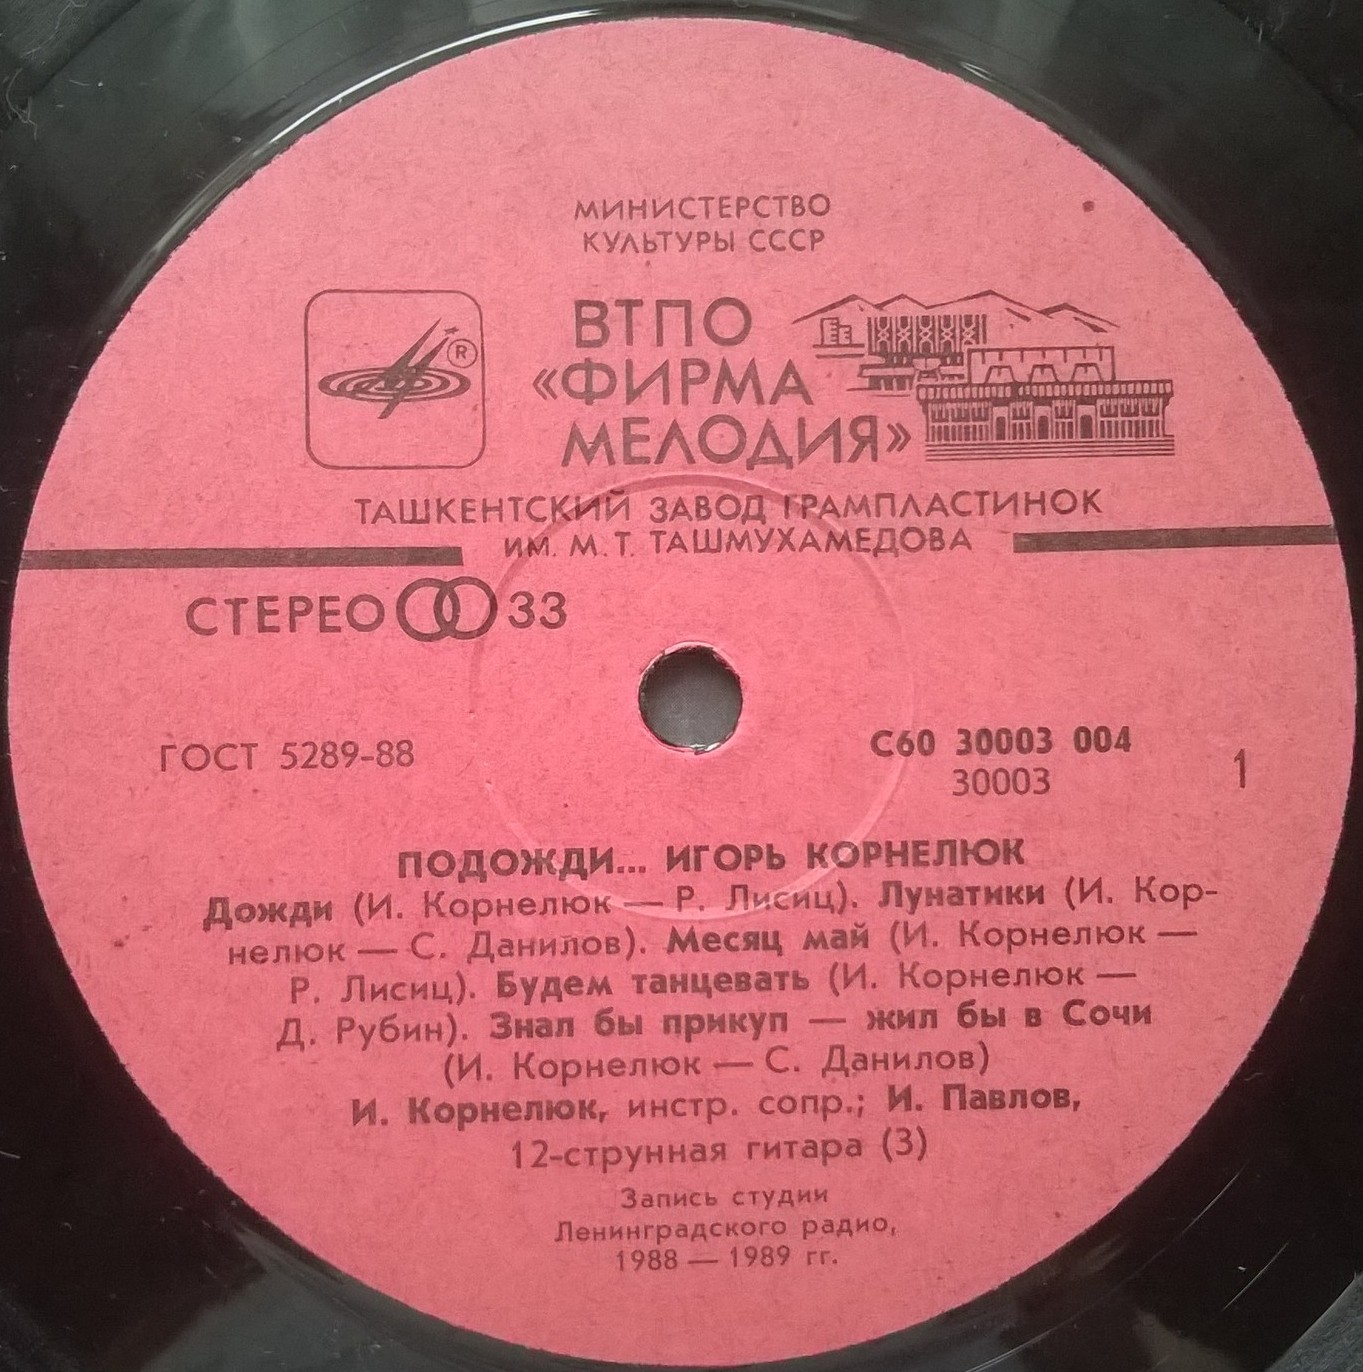 МИНИСТЕРСТВО
КУЛЬТУРЫ СССР
ВТПО
«ФИРМА
МЕЛОДИЯ»
®
ТАШКЕНТСКИЙ ЗАВОД ГРАМПЛАСТИНОК
ИМ. М. Т. ТАШМУХАМЕДОВА
СТЕРЕО 33
ГОСТ 5289-88
С60 30003 004
30003
1
ПОДОЖДИ... ИГОРЬ КОРНЕЛЮК
Дожди (И. Корнелюк — Р. Лисиц). Лунатики (И. Кор-
нелюк — С. Данилов). Месяц май (И. Корнелюк —
Р. Лисиц). Будем танцевать (И. Корнелюк —
Д. Рубин). Знал бы прикуп — жил бы в Сочи
(И. Корнелюк — С. Данилов)
И. Корнелюк, инстр. сопр.; И. Павлов,
12-струнная гитара (3)
Запись студии
Ленинградского радио,
1988 — 1989 гг.